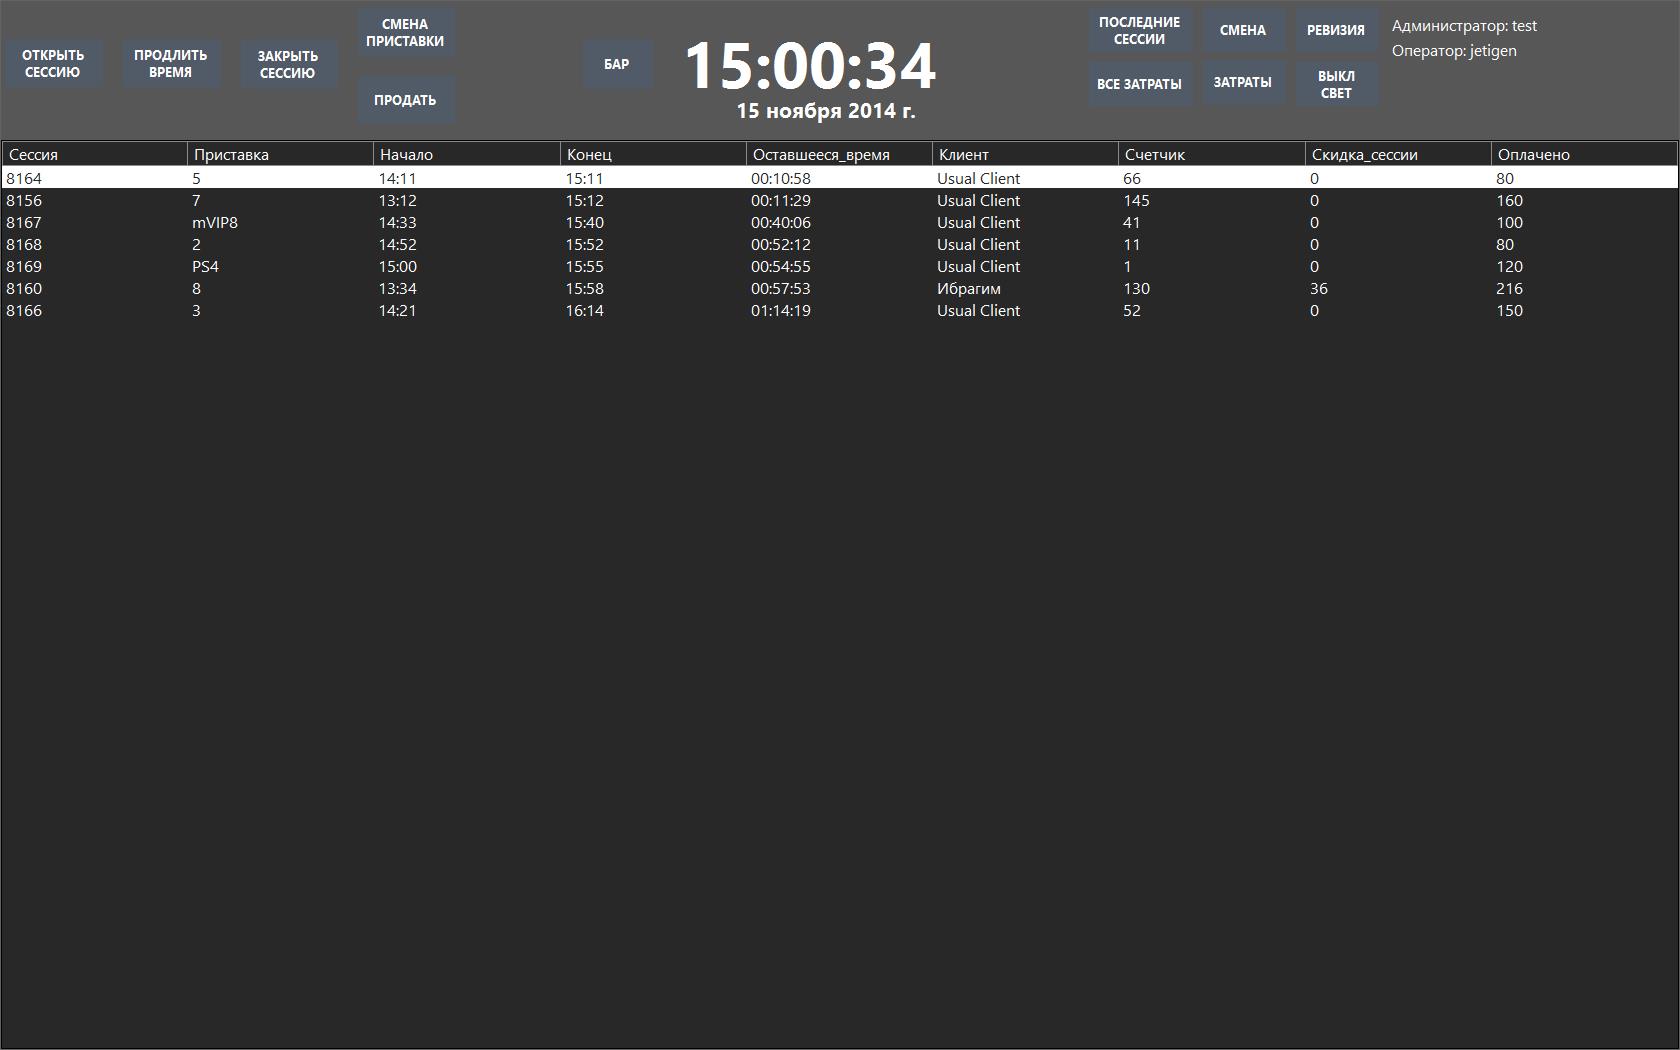 ОТКРЫТЬ
СЕССИЮ
ПРОДЛИТЬ
ВРЕМЯ
ЗАКРЫТЬ
СЕССИЮ
СМЕНА
ПРИСТАВКИ
ПРОДАТЬ
БАР
15:00:34
15 ноября 2014 г.
ПОСЛЕДНИЕ
СЕССИИ
СМЕНА
РЕВИЗИЯ
ВСЕ ЗАТРАТЫ
ЗАТРАТЫ
ВЫКЛ
СВЕТ
Администратор: test
Оператор: jetigen
Сессия Приставка Начало Конец Оставшееся_время Клиент Счетчик Скидка_сессии Оплачено
8164 5 14:11 15:11 00:10:58 Usual Client 66 0 80
8156 7 13:12 15:12 00:11:29 Usual Client 145 0 160
8167 mVIP8 14:33 15:40 00:40:06 Usual Client 41 0 100
8168 2 14:52 15:52 00:52:12 Usual Client 11 0 80
8169 PS4 15:00 15:55 00:54:55 Usual Client 1 0 120
8160 8 13:34 15:58 00:57:53 Ибрагим 130 36 216
8166 3 14:21 16:14 01:14:19 Usual Client 52 0 150